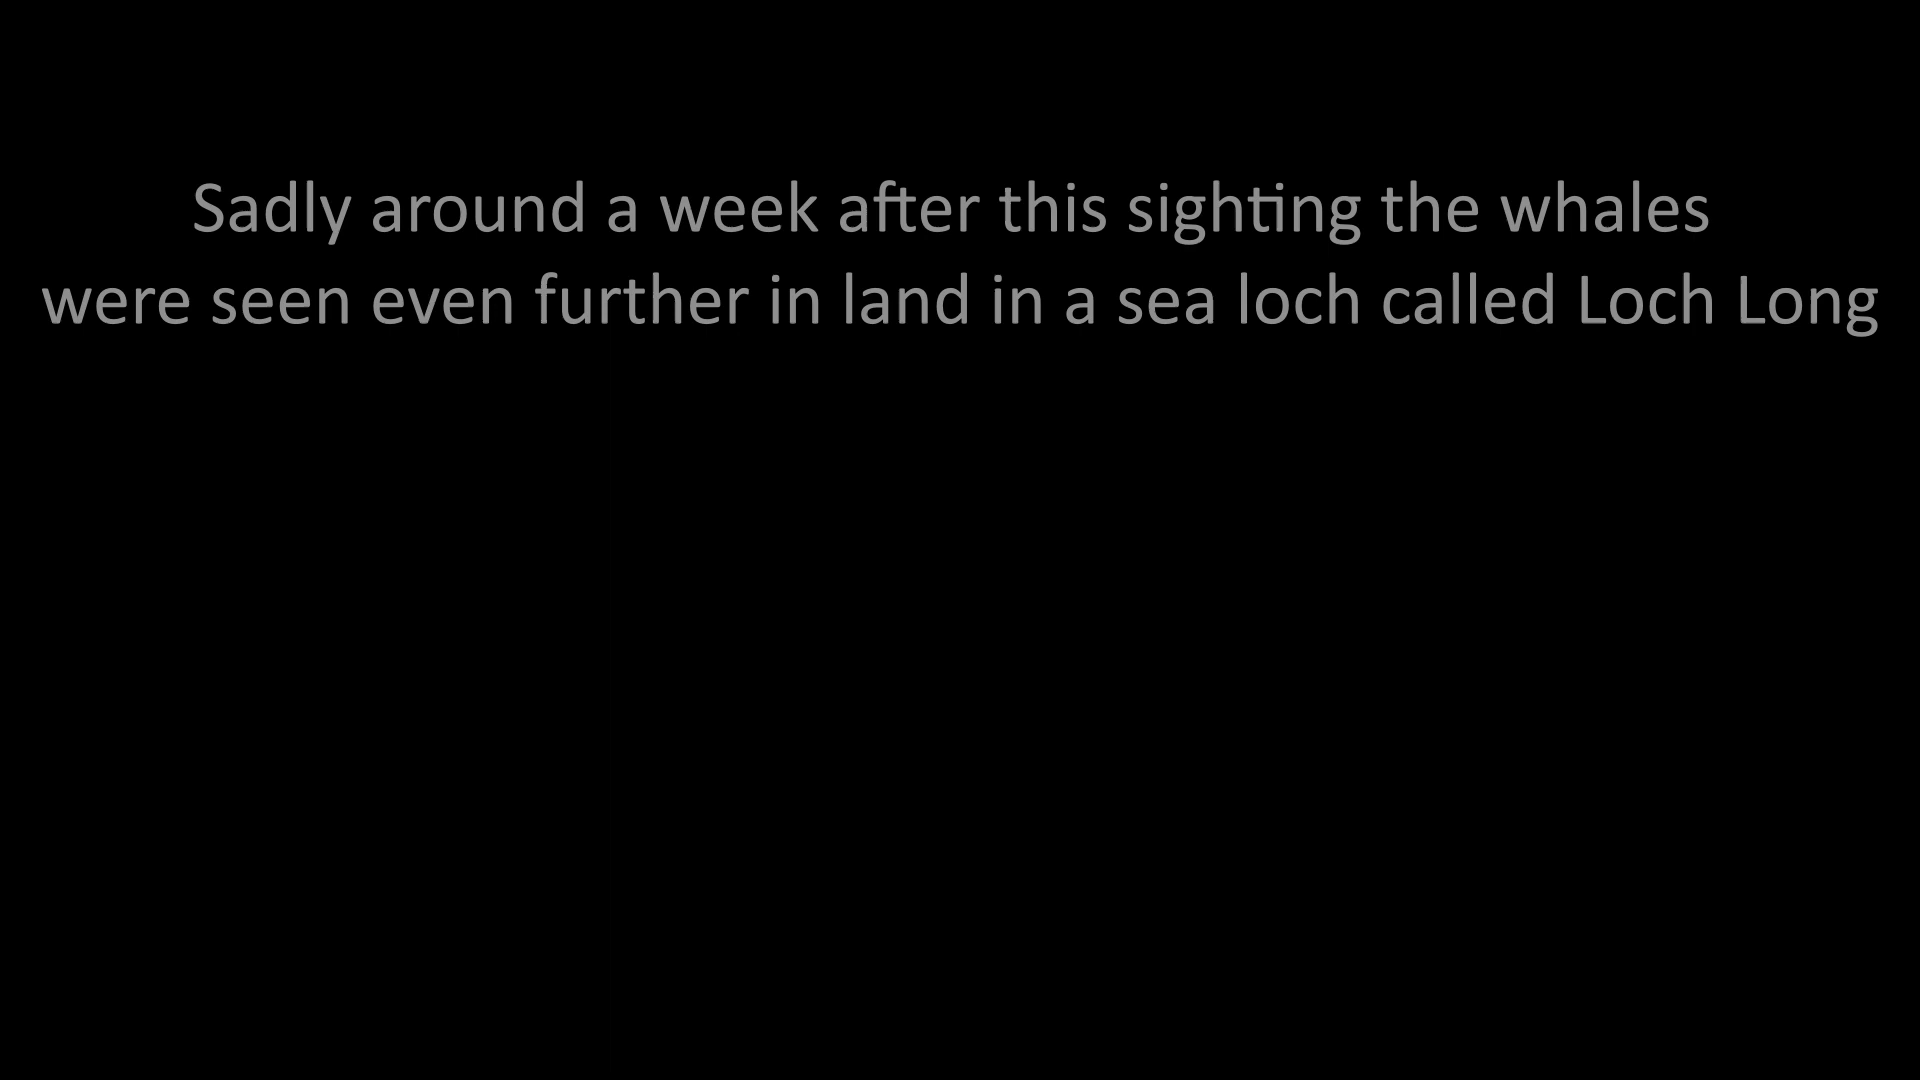 Sadly around a week after this sighting the whales
were seen even further in land in a sea loch called Loch Long